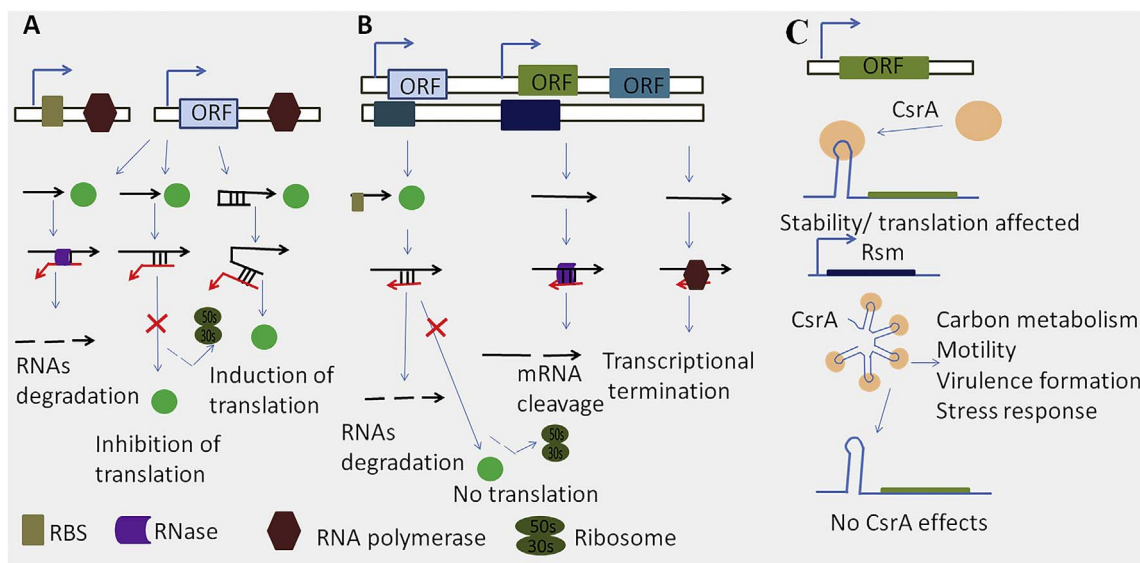 A
ORF
50s
30s
RNAs
degradation
Induction of
translation
Inhibition of
translation
B
ORF
ORF
ORF
RNAs
degradation
mRNA
cleavage
Transcriptional
termination
50s
30s
No translation
C
ORF
CsrA
Stability/ translation affected
Rsm
CsrA
Carbon metabolism
Motility
Virulence formation
Stress response
No CsrA effects
RBS
RNase
RNA polymerase
50s
30s
Ribosome